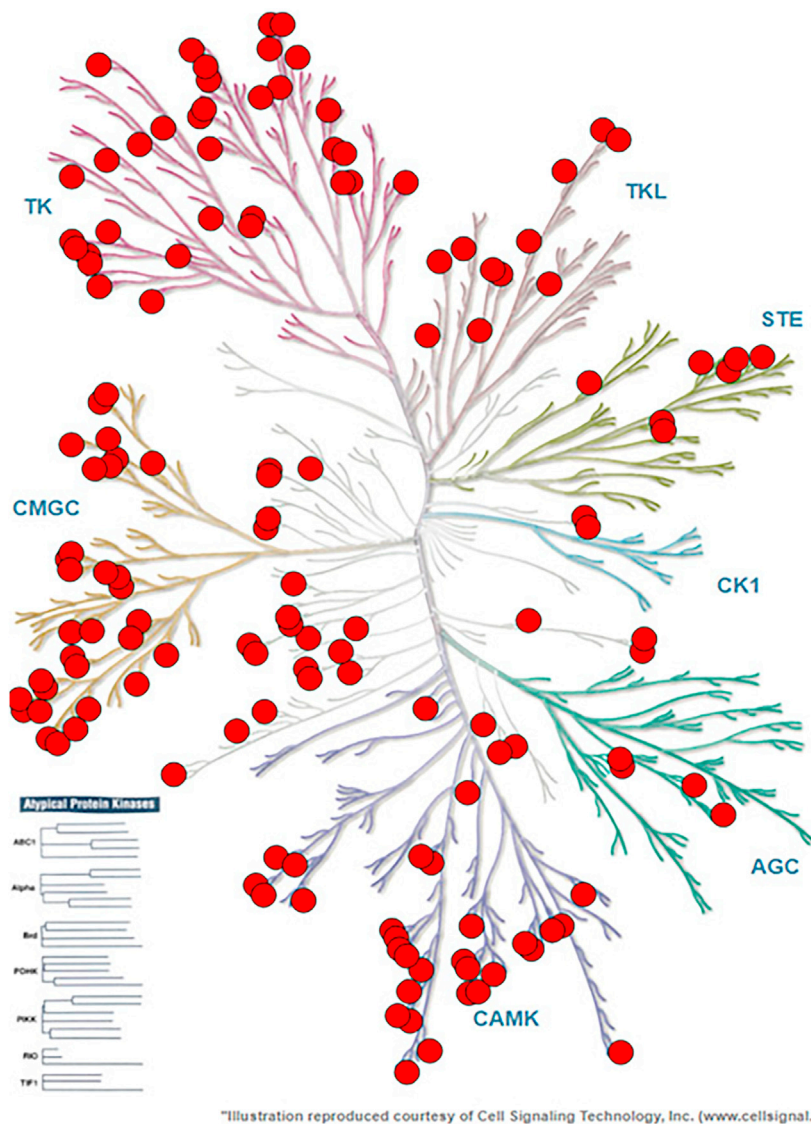 TK
TKL
STE
CMGC
CK1
Atypical Protein Kinases
ABC1
Alpha
Brd
PDHK
PIKK
RIO
TIF1
AGC
CAMK
"Illustration reproduced courtesy of Cell Signaling Technology, Inc. (www.cellsignal.